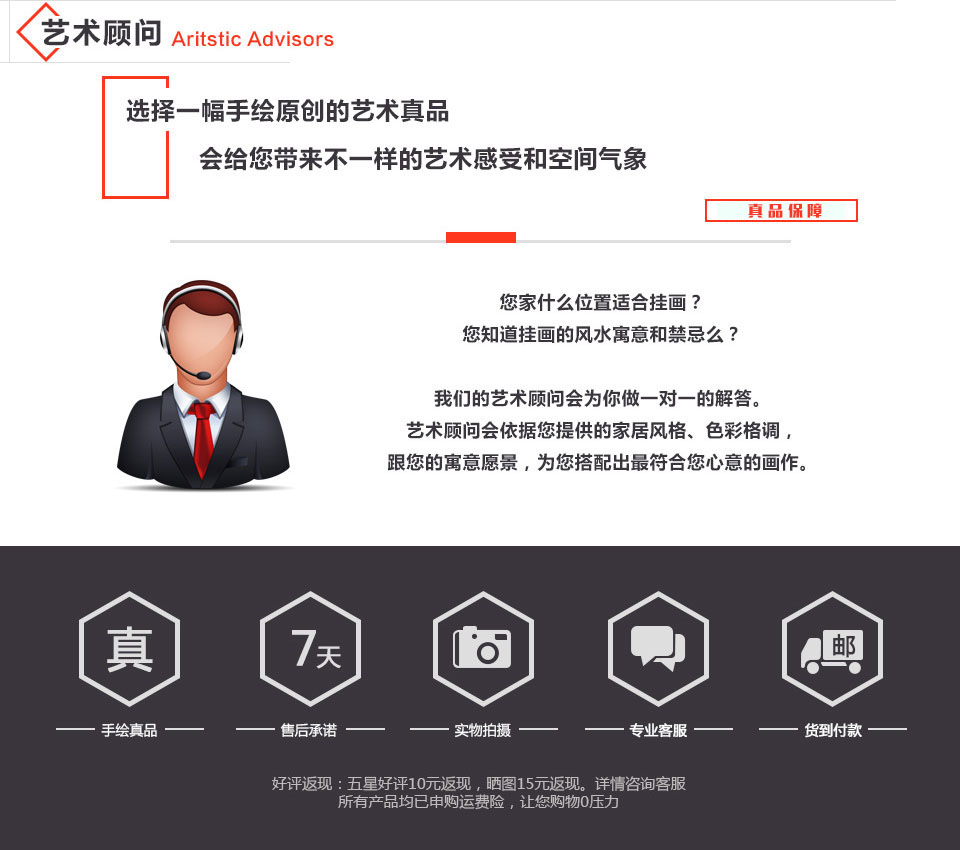 艺术顾问 Aritstic Advisors
选择一幅手绘原创的艺术真品
会给您带来不一样的艺术感受和空间气象
真品保障
您家什么位置适合挂画？
您知道挂画的风水寓意和禁忌么？
我们的艺术顾问会为你做一对一的解答。
艺术顾问会依据您提供的家居风格、色彩格调，
跟您的寓意愿景，为您搭配出最符合您心意的画作。
真
7天
邮
手绘真品
售后承诺
实物拍摄
专业客服
货到付款
好评返现：五星好评10元返现，晒图15元返现。详情咨询客服
所有产品均已申购运费险，让您购物0压力